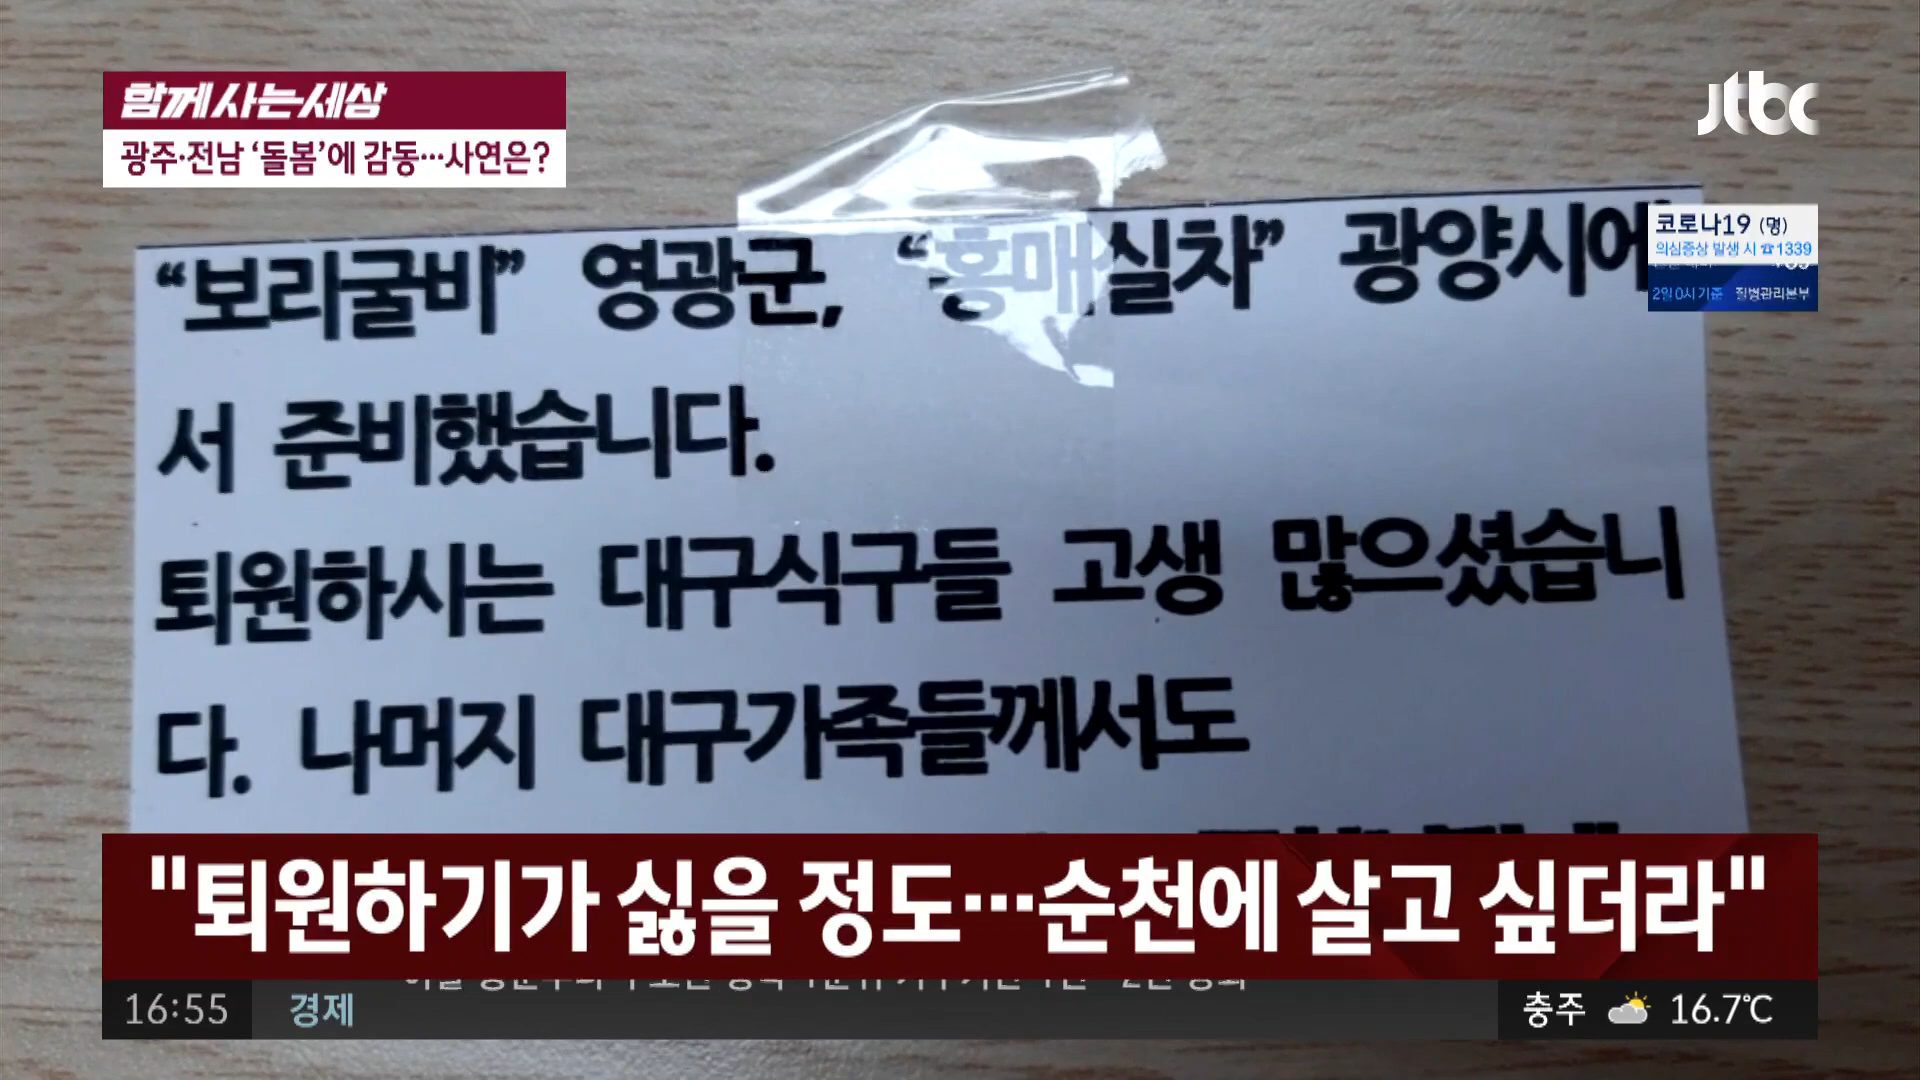 함께 사는 세상
광주·전남 ‘돌봄’에 감동…사연은?
jtbc
코로나19 (명)
의심증상 발생 시 ☎1339
2일 0시 기준 질병관리본부
“보리굴비” 영광군, “홍매실차” 광양시에
서 준비했습니다.
퇴원하시는 대구식구들 고생 많으셨습니
다. 나머지 대구가족들께서도
"퇴원하기가 싫을 정도…순천에 살고 싶더라"
16:55 경제
충주 16.7℃